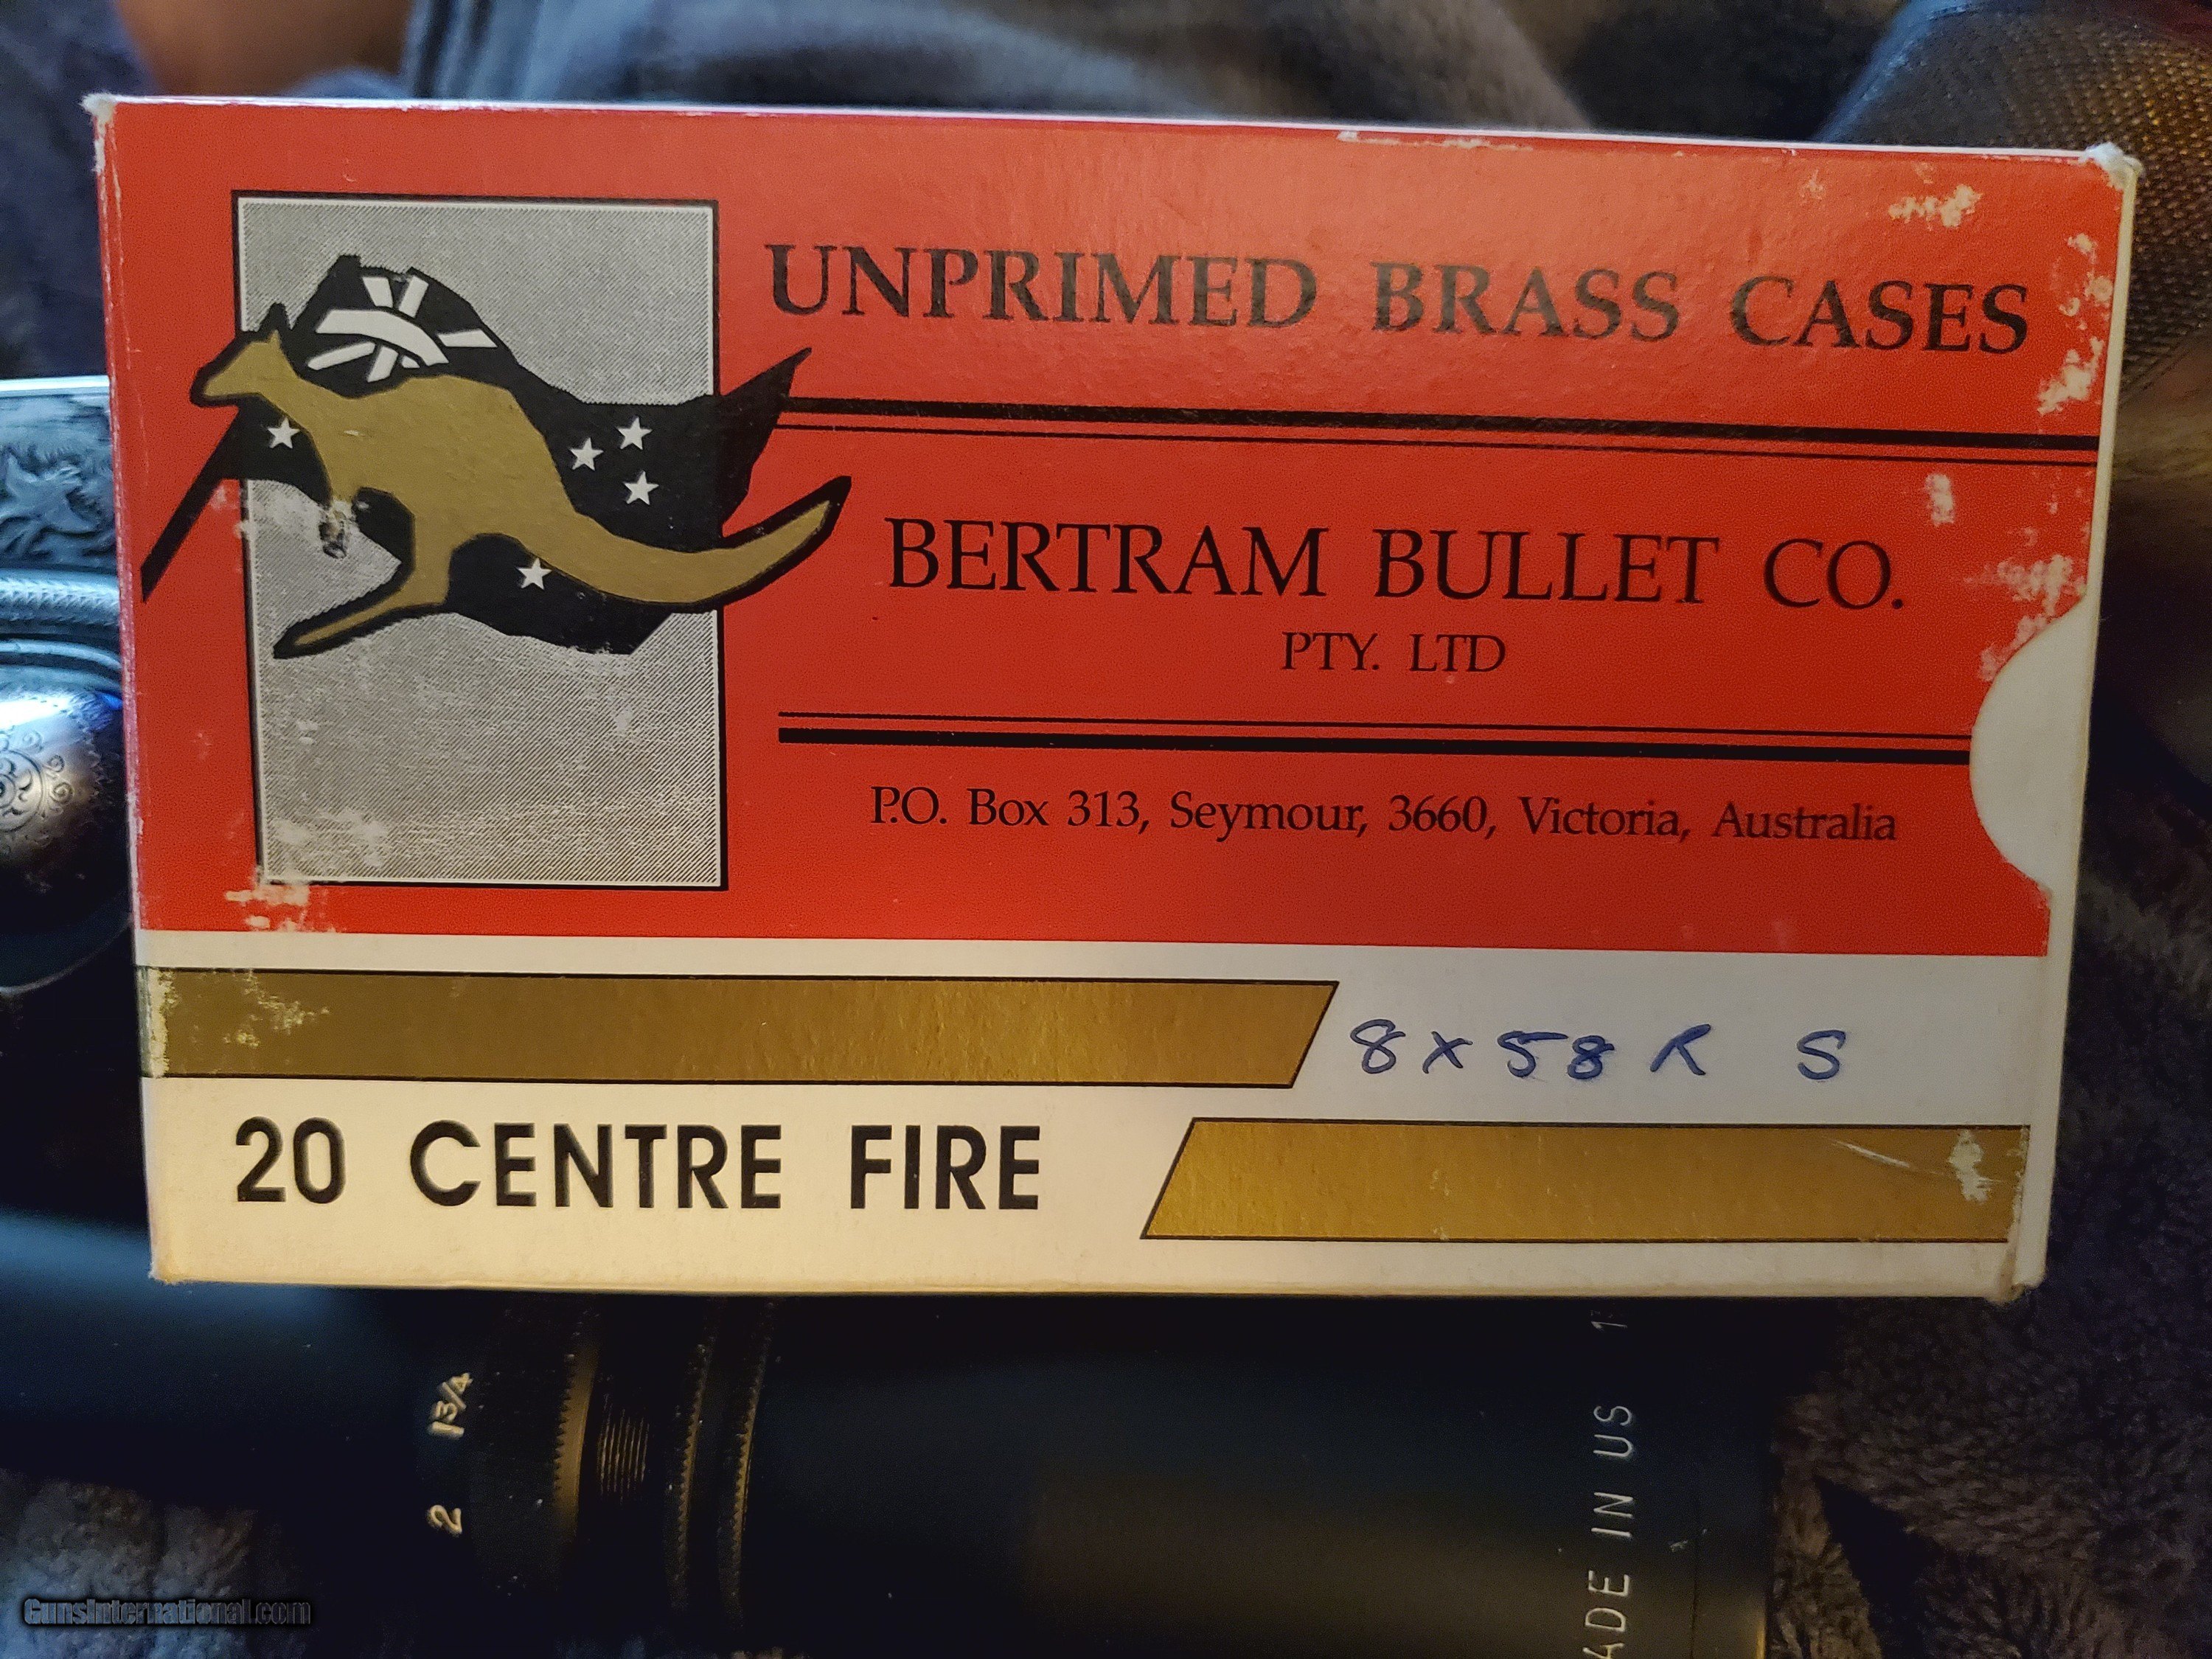 UNPRIMED BRASS CASES
BERTRAM BULLET CO.
PTY. LTD
P.O. Box 313, Seymour, 3660, Victoria, Australia
8x58 R S
20 CENTRE FIRE
1¾
2
ADE IN US
GunsInternational.com